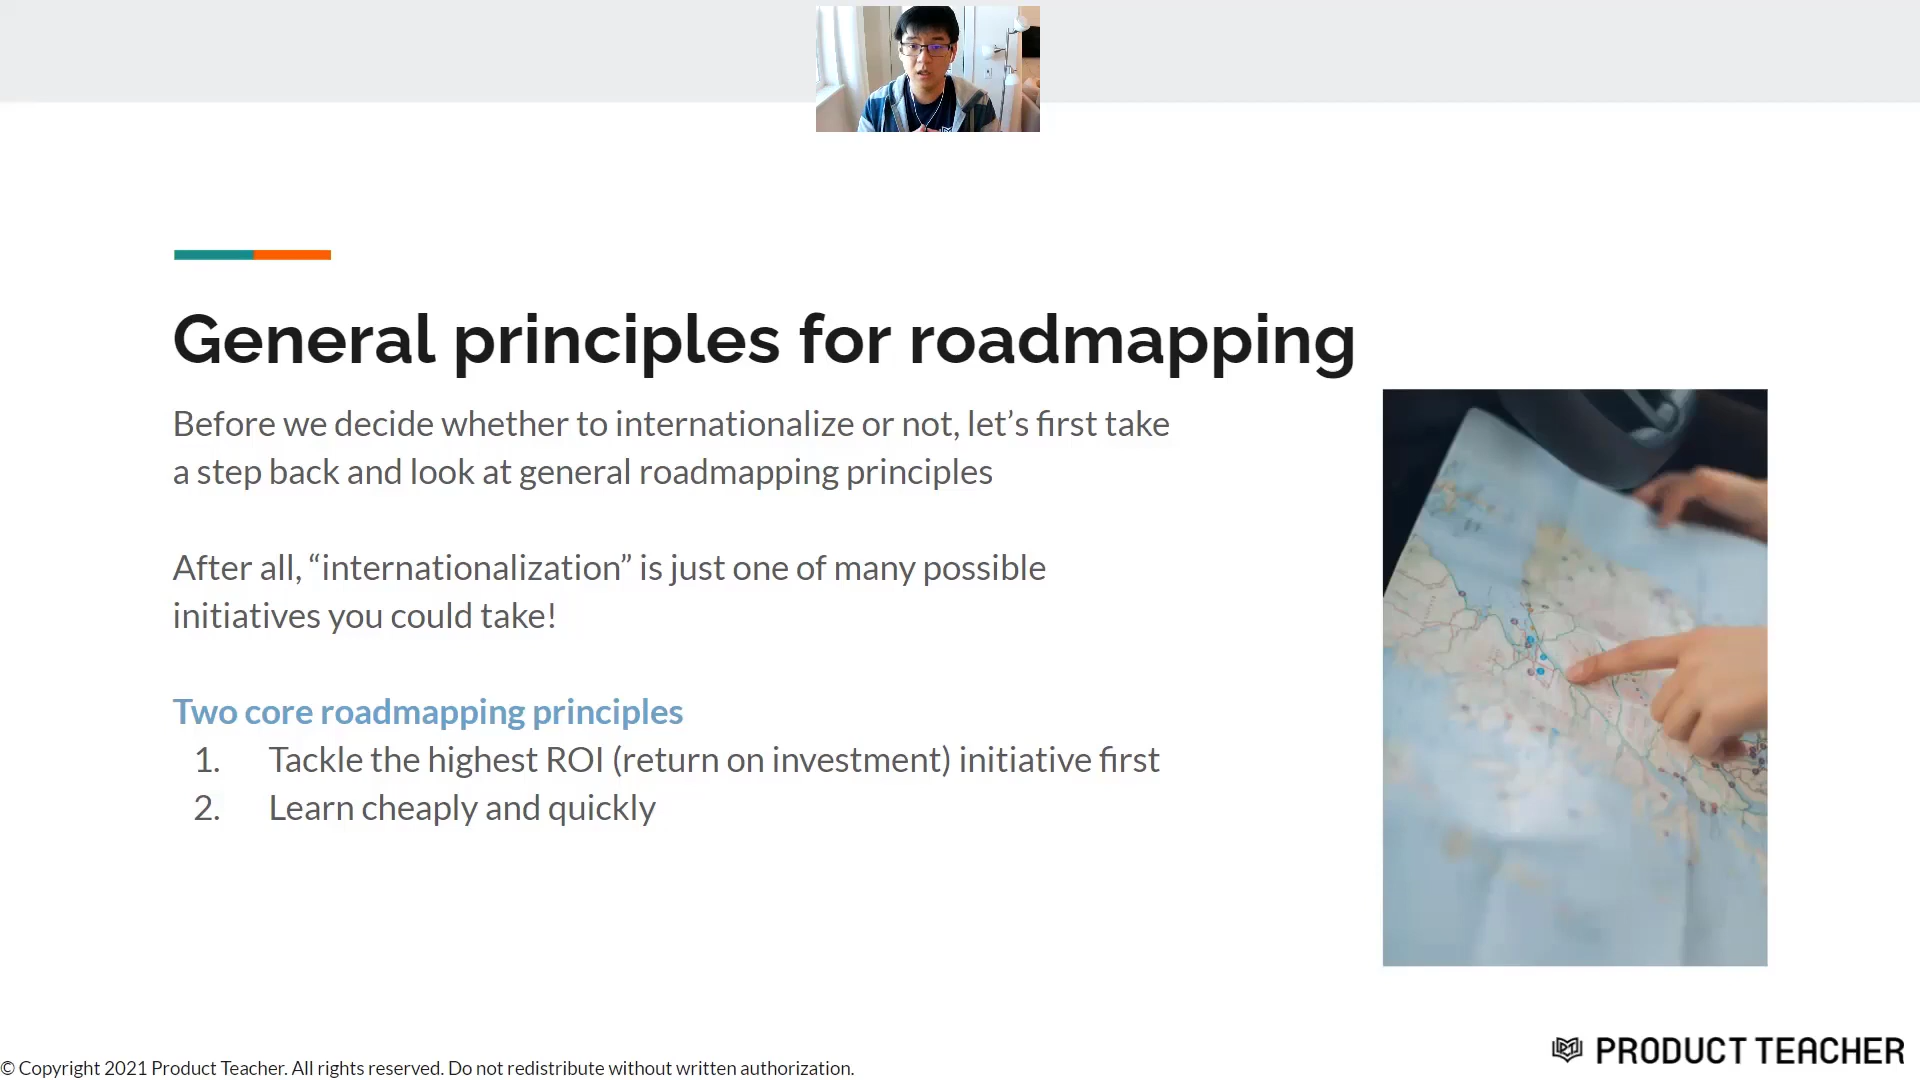 General principles for roadmapping
Before we decide whether to internationalize or not, let’s first take
a step back and look at general roadmapping principles
After all, “internationalization” is just one of many possible
initiatives you could take!
Two core roadmapping principles
1. Tackle the highest ROI (return on investment) initiative first
2. Learn cheaply and quickly
PRODUCT TEACHER
© Copyright 2021 Product Teacher. All rights reserved. Do not redistribute without written authorization.